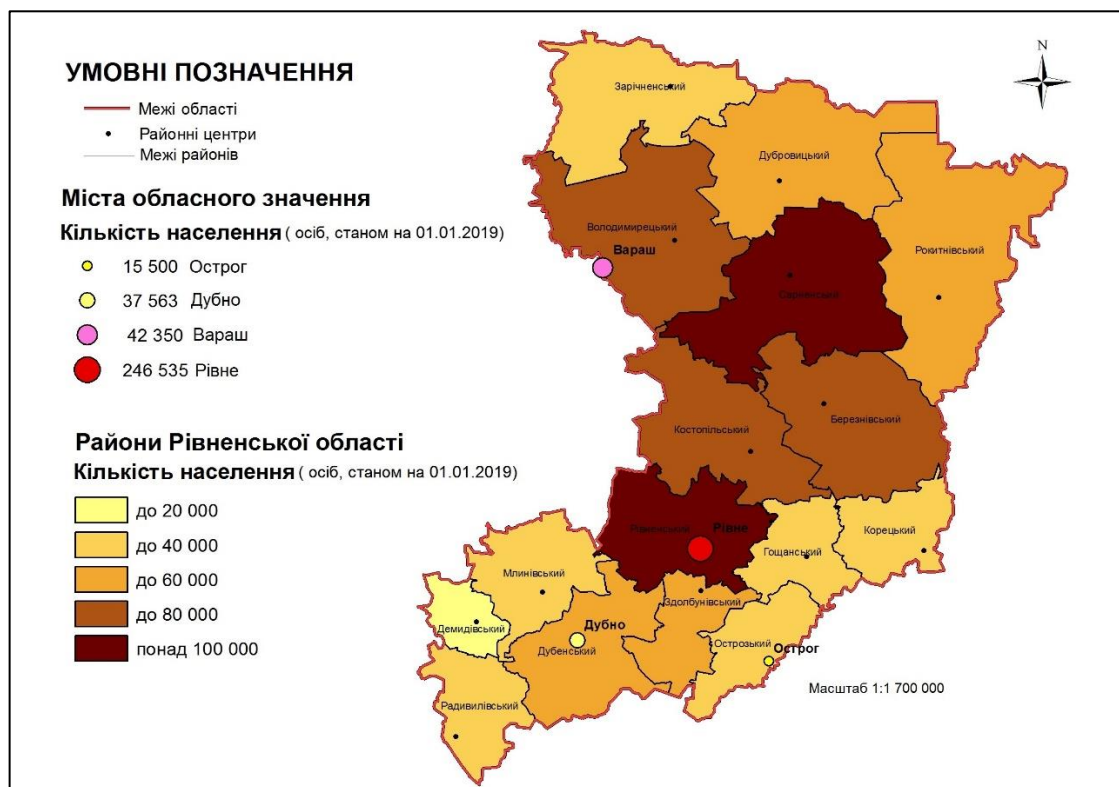 УМОВНІ ПОЗНАЧЕННЯ
Межі області
Районні центри
Межі районів
Міста обласного значення
Кількість населення ( осіб, станом на 01.01.2019)
15 500 Острог
37 563 Дубно
42 350 Вараш
246 535 Рівне
Райони Рівненської області
Кількість населення ( осіб, станом на 01.01.2019)
до 20 000
до 40 000
до 60 000
до 80 000
понад 100 000
N
Зарічненський
Дубровицький
Володимирецький
Вараш
Рокитнівський
Сарненський
Костопільський
Березнівський
Рівненський
Рівне
Гощанський
Корецький
Млинівський
Здолбунівський
Демидівський
Дубно
Дубенський
Острозький
Острог
Радивилівський
Масштаб 1:1 700 000